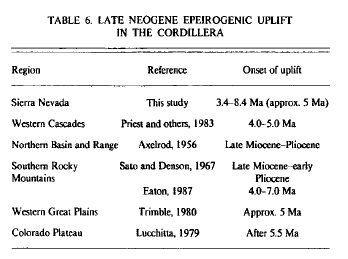 TABLE 6. LATE NEOGENE EPEIROGENIC UPLIFT
IN THE CORDILLERA
Region Reference Onset of uplift
Sierra Nevada This study 3.4–8.4 Ma (approx. 5 Ma)
Western Cascades Priest and others, 1983 4.0–5.0 Ma
Northern Basin and Range Axelrod, 1956 Late Miocene–Pliocene
Southern Rocky Sato and Denson, 1967 Late Miocene–early
Mountains Pliocene
Eaton, 1987 4.0–7.0 Ma
Western Great Plains Trimble, 1980 Approx. 5 Ma
Colorado Plateau Lucchitta, 1979 After 5.5 Ma